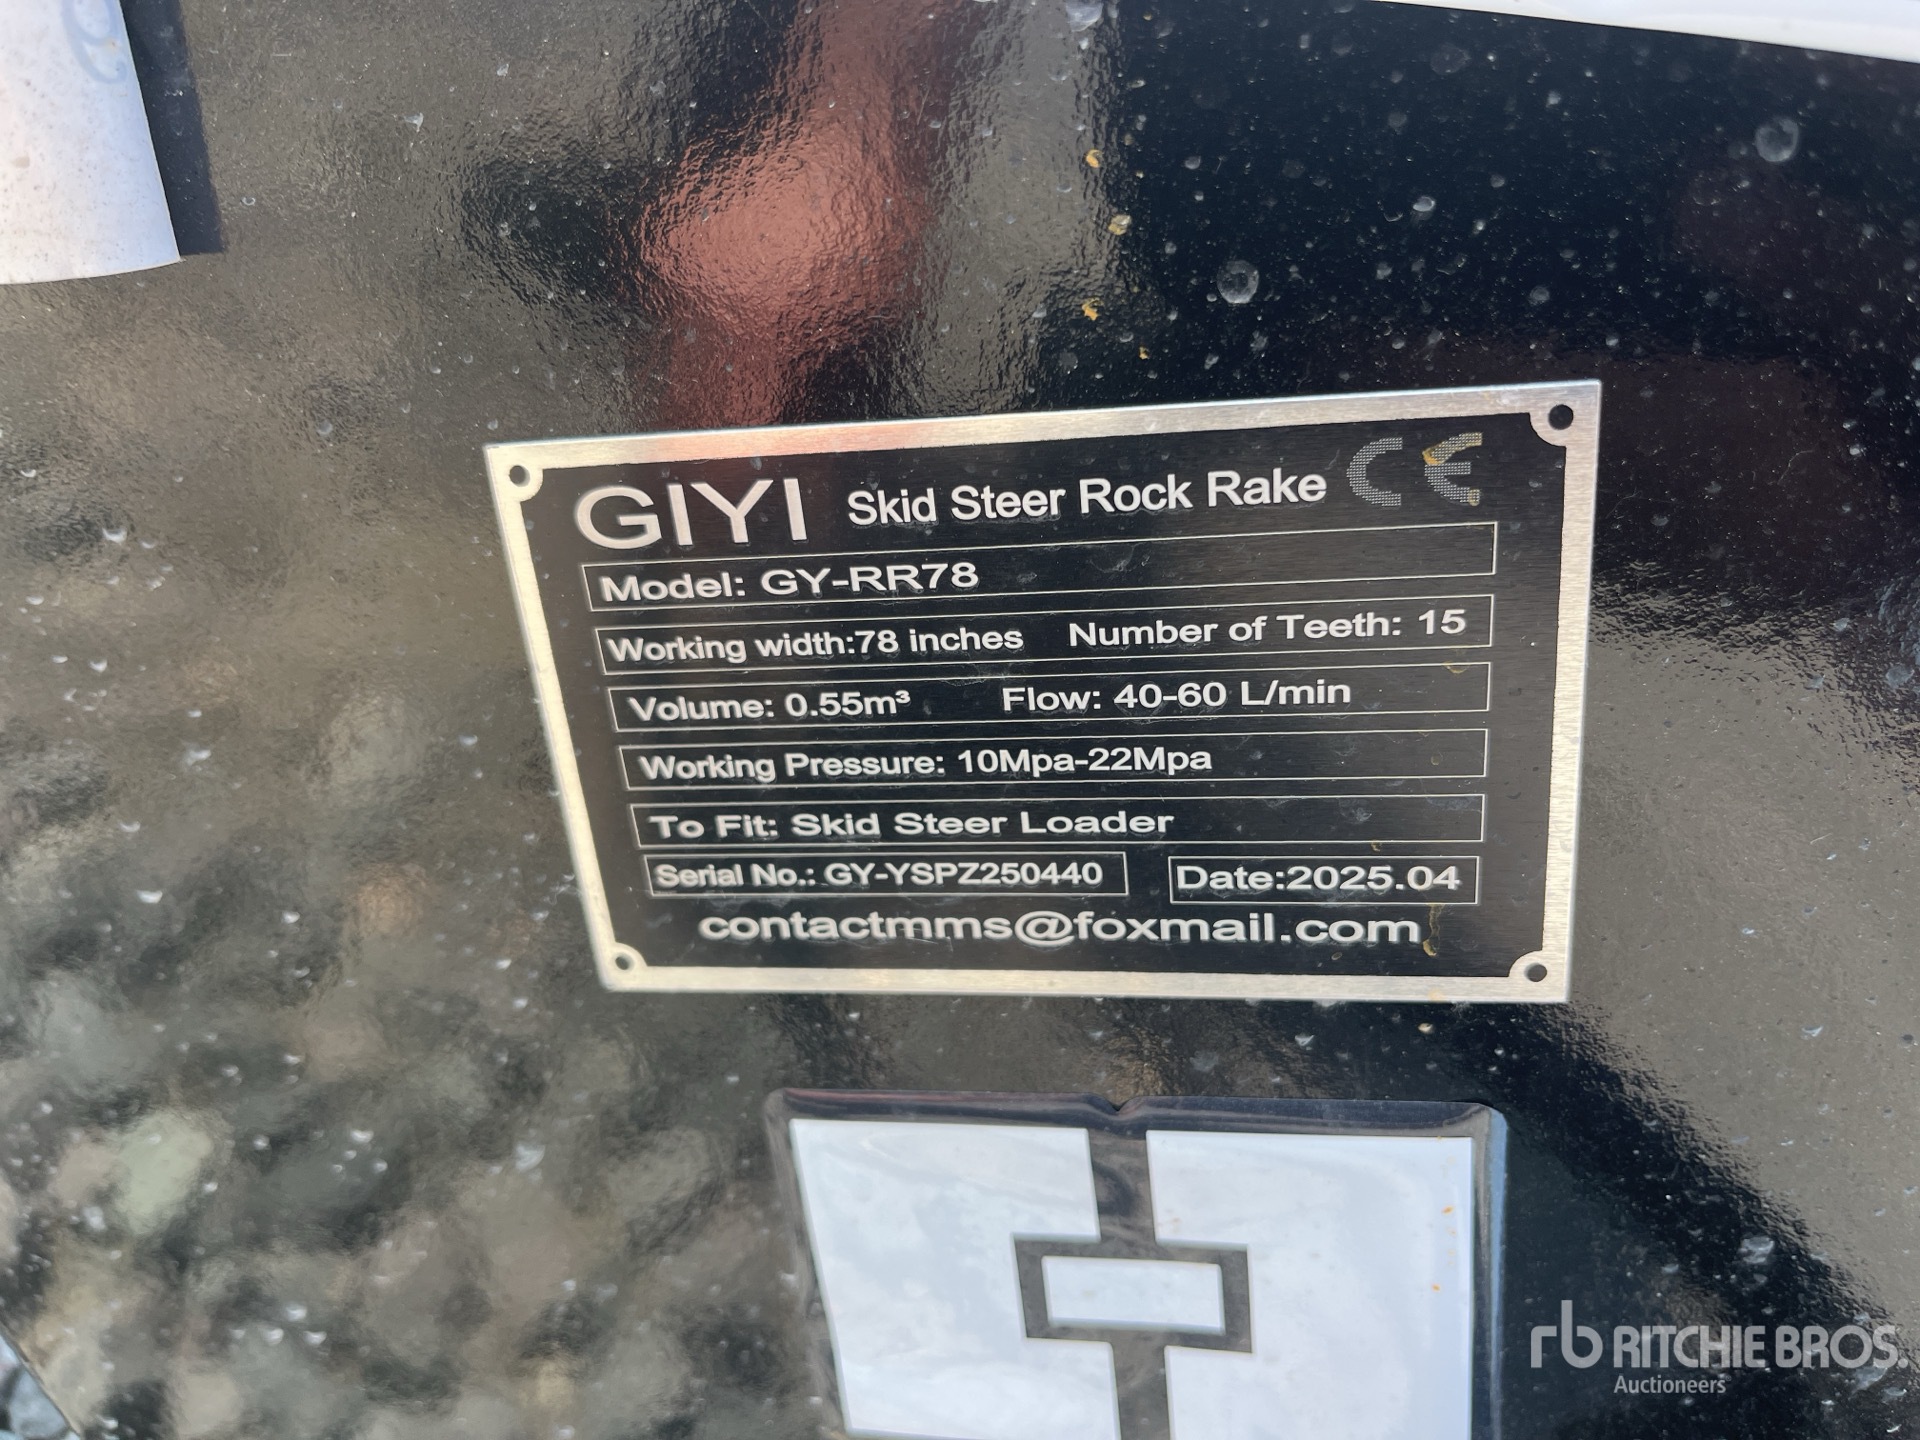 GIYI Skid Steer Rock Rake CE
Model: GY-RR78
Working width:78 inches Number of Teeth: 15
Volume: 0.55m³ Flow: 40-60 L/min
Working Pressure: 10Mpa-22Mpa
To Fit: Skid Steer Loader
Serial No.: GY-YSPZ250440 Date:2025.04
contactmms@foxmail.com
rb RITCHIE BROS.
Auctioneers